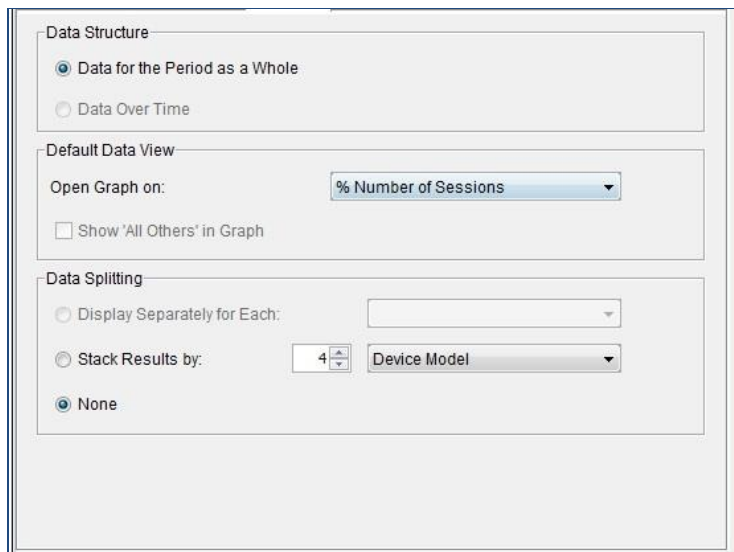 Data Structure
Data for the Period as a Whole
Data Over Time
Default Data View
Open Graph on: % Number of Sessions
Show 'All Others' in Graph
Data Splitting
Display Separately for Each:
Stack Results by: 4 Device Model
None